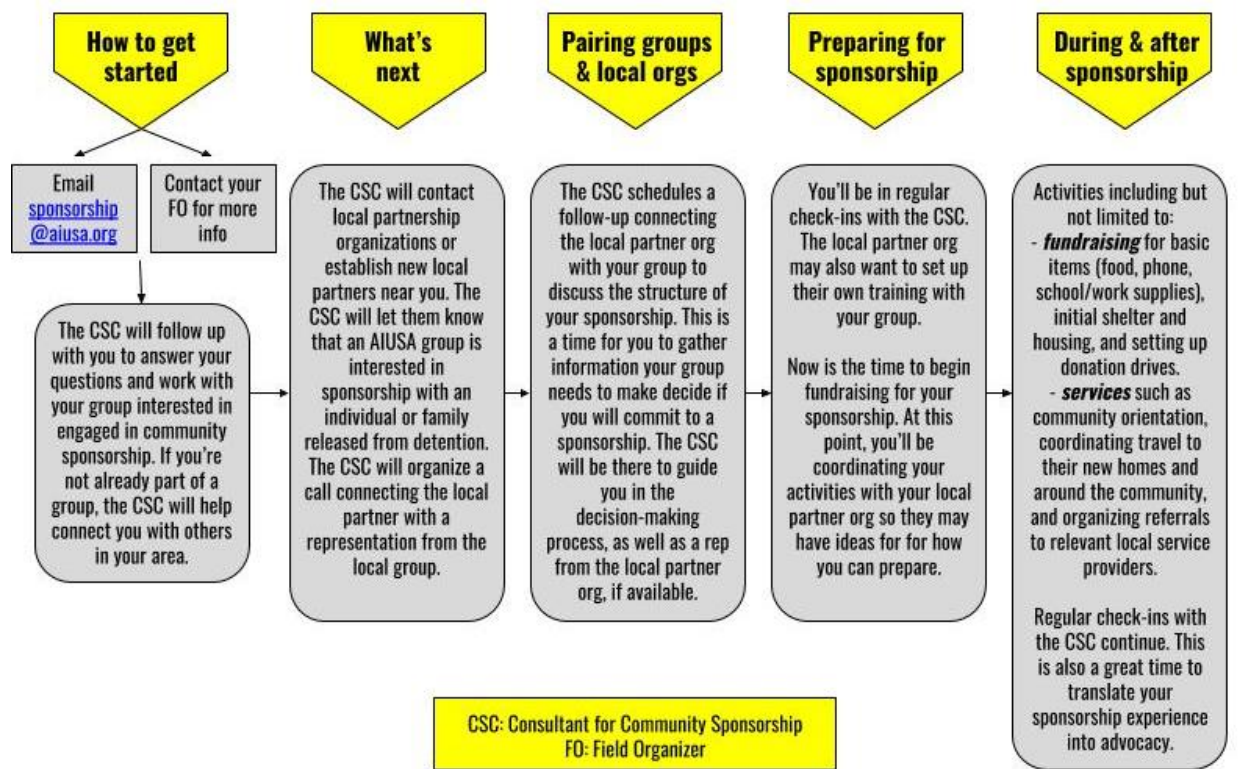 How to get
started
What's
next
Pairing groups
& local orgs
Preparing for
sponsorship
During & after
sponsorship
Email
sponsorship
@aiusa.org
Contact your
FO for more
info
The CSC will follow up
with you to answer your
questions and work with
your group interested in
engaged in community
sponsorship. If you're
not already part of a
group, the CSC will help
connect you with others
in your area.
The CSC will contact
local partnership
organizations or
establish new local
partners near you. The
CSC will let them know
that an AIUSA group is
interested in
sponsorship with an
individual or family
released from detention.
The CSC will organize a
call connecting the local
partner with a
representation from the
local group.
The CSC schedules a
follow-up connecting
the local partner org
with your group to
discuss the structure of
your sponsorship. This is
a time for you to gather
information your group
needs to make decide if
you will commit to a
sponsorship. The CSC
will be there to guide
you in the
decision-making
process, as well as a rep
from the local partner
org, if available.
You'll be in regular
check-ins with the CSC.
The local partner org
may also want to set up
their own training with
your group.
Now is the time to begin
fundraising for your
sponsorship. At this
point, you'll be
coordinating your
activities with your local
partner org so they may
have ideas for for how
you can prepare.
Activities including but
not limited to:
- fundraising for basic
items (food, phone,
school/work supplies),
initial shelter and
housing, and setting up
donation drives.
- services such as
community orientation,
coordinating travel to
their new homes and
around the community,
and organizing referrals
to relevant local service
providers.
Regular check-ins with
the CSC continue. This
is also a great time to
translate your
sponsorship experience
into advocacy.
CSC: Consultant for Community Sponsorship
FO: Field Organizer